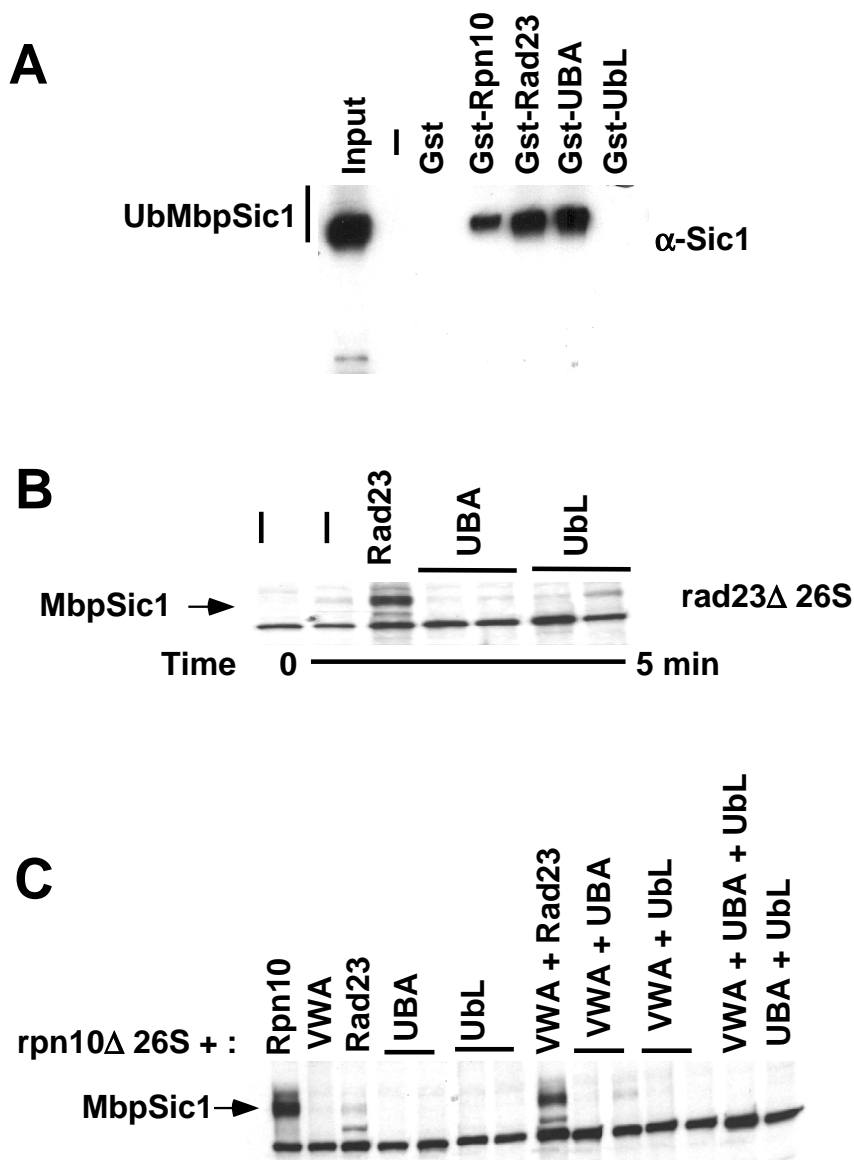 A
Input
–
Gst
Gst-Rpn10
Gst-Rad23
Gst-UBA
Gst-UbL
UbMbpSic1
α-Sic1
B
–
–
Rad23
UBA
UbL
MbpSic1
rad23Δ 26S
Time 0 5 min
C
rpn10Δ 26S + :
Rpn10
VWA
Rad23
UBA
UbL
VWA + Rad23
VWA + UBA
VWA + UbL
VWA + UBA + UbL
UBA + UbL
MbpSic1